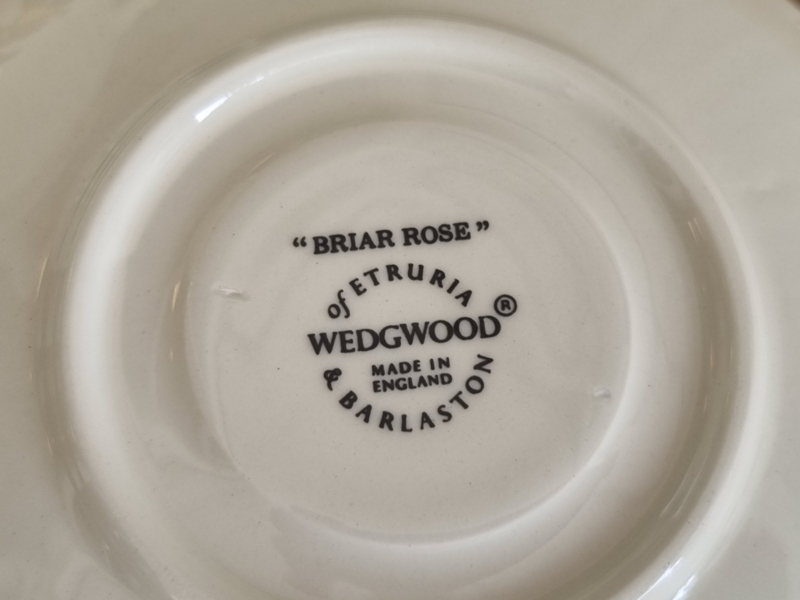 “BRIAR ROSE”
of ETRURIA
WEDGWOOD®
MADE IN
ENGLAND
& BARLASTON